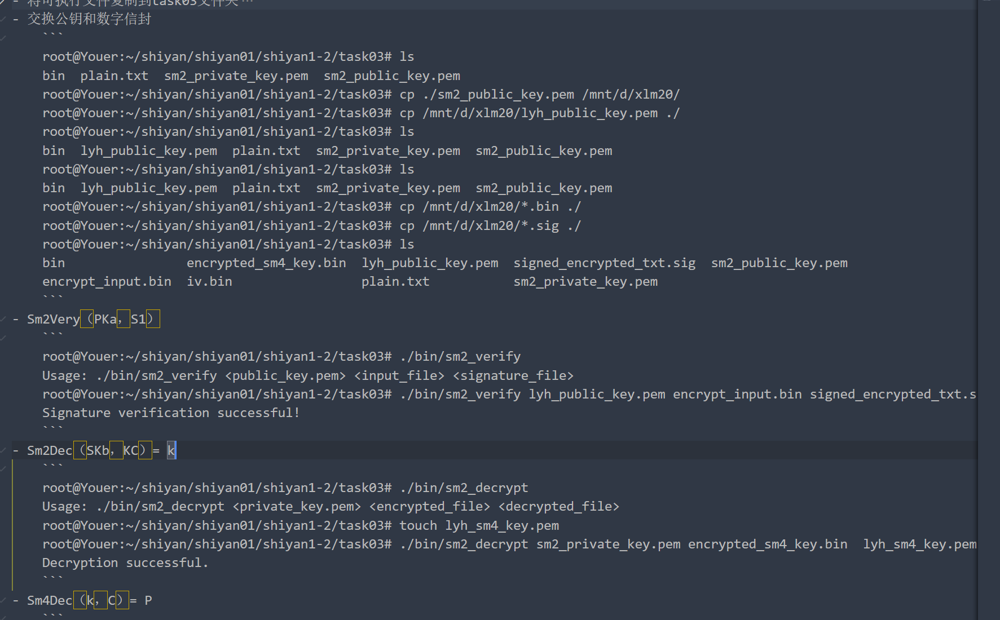 - 将可执行文件复制到task03文件夹 ···
- 交换公钥和数字信封
```
root@Youer:~/shiyan/shiyan01/shiyan1-2/task03# ls
bin  plain.txt  sm2_private_key.pem  sm2_public_key.pem
root@Youer:~/shiyan/shiyan01/shiyan1-2/task03# cp ./sm2_public_key.pem /mnt/d/xlm20/
root@Youer:~/shiyan/shiyan01/shiyan1-2/task03# cp /mnt/d/xlm20/lyh_public_key.pem ./
root@Youer:~/shiyan/shiyan01/shiyan1-2/task03# ls
bin  lyh_public_key.pem  plain.txt  sm2_private_key.pem  sm2_public_key.pem
root@Youer:~/shiyan/shiyan01/shiyan1-2/task03# ls
bin  lyh_public_key.pem  plain.txt  sm2_private_key.pem  sm2_public_key.pem
root@Youer:~/shiyan/shiyan01/shiyan1-2/task03# cp /mnt/d/xlm20/*.bin ./
root@Youer:~/shiyan/shiyan01/shiyan1-2/task03# cp /mnt/d/xlm20/*.sig ./
root@Youer:~/shiyan/shiyan01/shiyan1-2/task03# ls
bin                encrypted_sm4_key.bin  lyh_public_key.pem  signed_encrypted_txt.sig  sm2_public_key.pem
encrypt_input.bin  iv.bin                 plain.txt           sm2_private_key.pem
```
- Sm2Very（PKa，S1）
```
root@Youer:~/shiyan/shiyan01/shiyan1-2/task03# ./bin/sm2_verify
Usage: ./bin/sm2_verify <public_key.pem> <input_file> <signature_file>
root@Youer:~/shiyan/shiyan01/shiyan1-2/task03# ./bin/sm2_verify lyh_public_key.pem encrypt_input.bin signed_encrypted_txt.s
Signature verification successful!
```
- Sm2Dec（SKb，KC）= k
```
root@Youer:~/shiyan/shiyan01/shiyan1-2/task03# ./bin/sm2_decrypt
Usage: ./bin/sm2_decrypt <private_key.pem> <encrypted_file> <decrypted_file>
root@Youer:~/shiyan/shiyan01/shiyan1-2/task03# touch lyh_sm4_key.pem
root@Youer:~/shiyan/shiyan01/shiyan1-2/task03# ./bin/sm2_decrypt sm2_private_key.pem encrypted_sm4_key.bin  lyh_sm4_key.pem
Decryption successful.
```
- Sm4Dec（k，C）= P
```